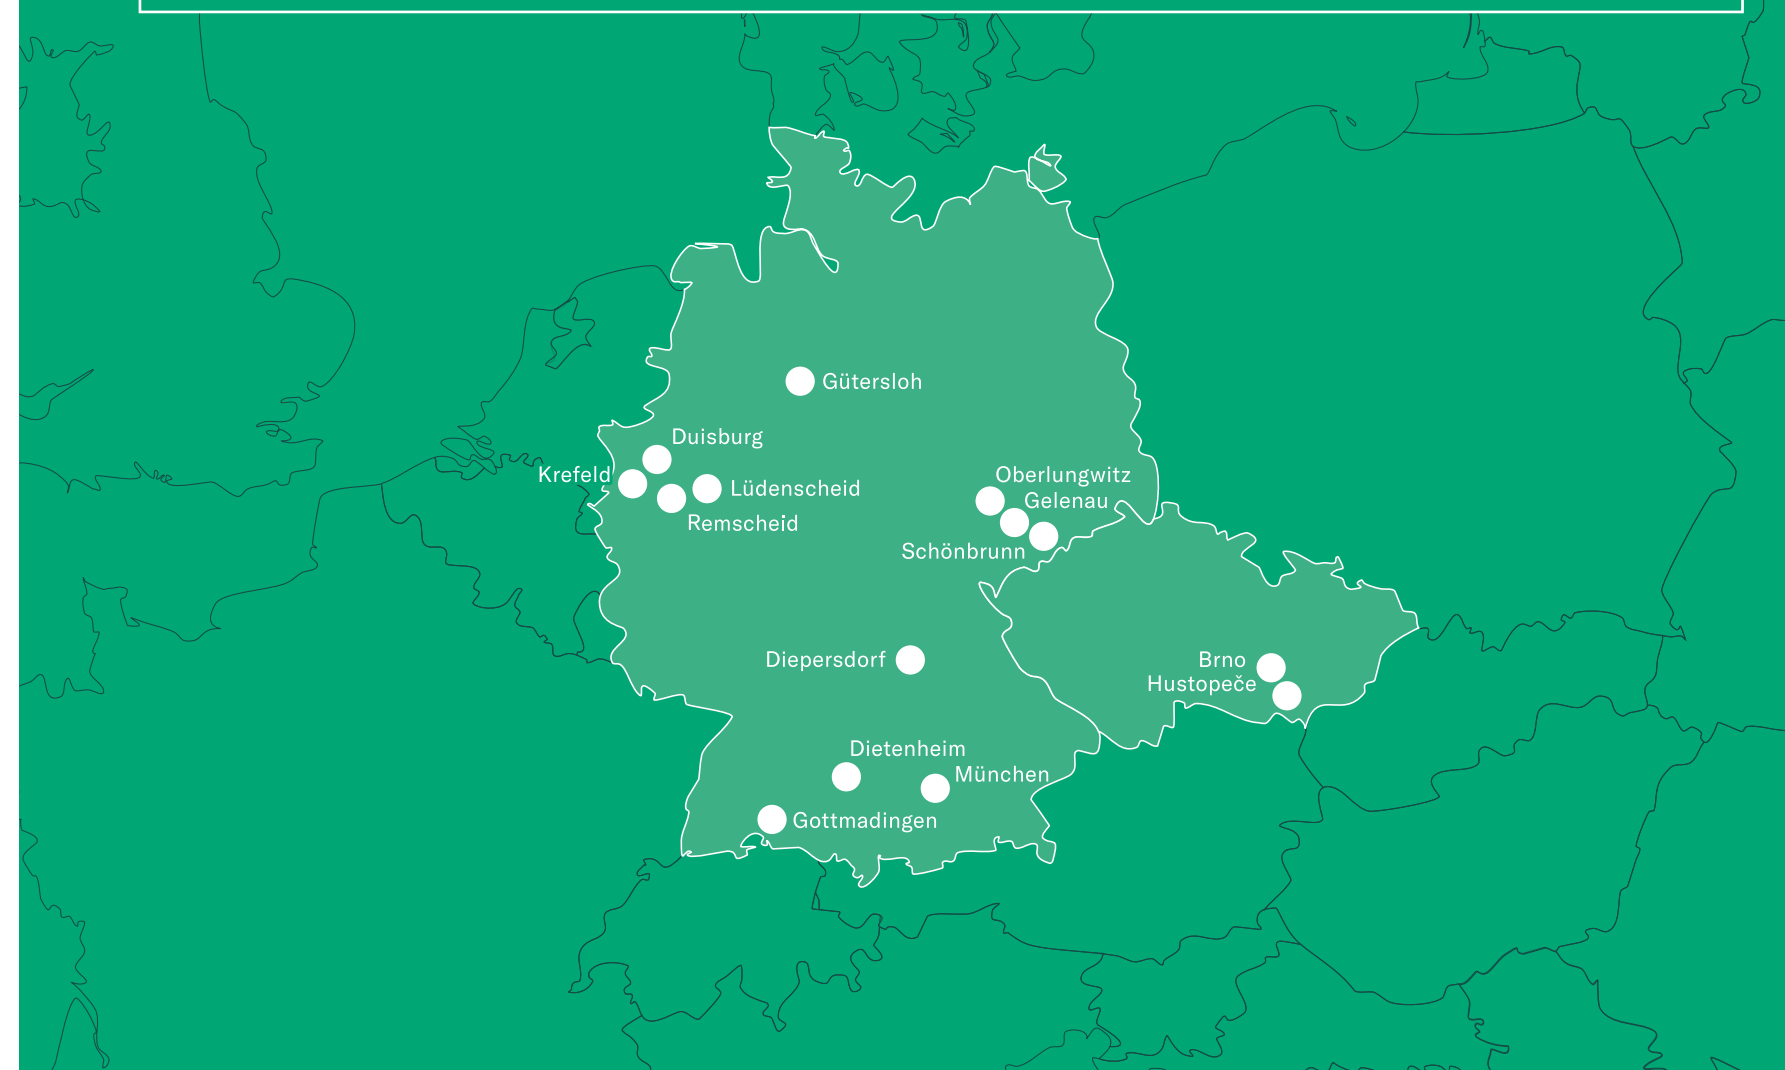 Gütersloh
Duisburg
Krefeld
Lüdenscheid
Remscheid
Oberlungwitz
Gelenau
Schönbrunn
Diepersdorf
Brno
Hustopeče
Dietenheim
München
Gottmadingen